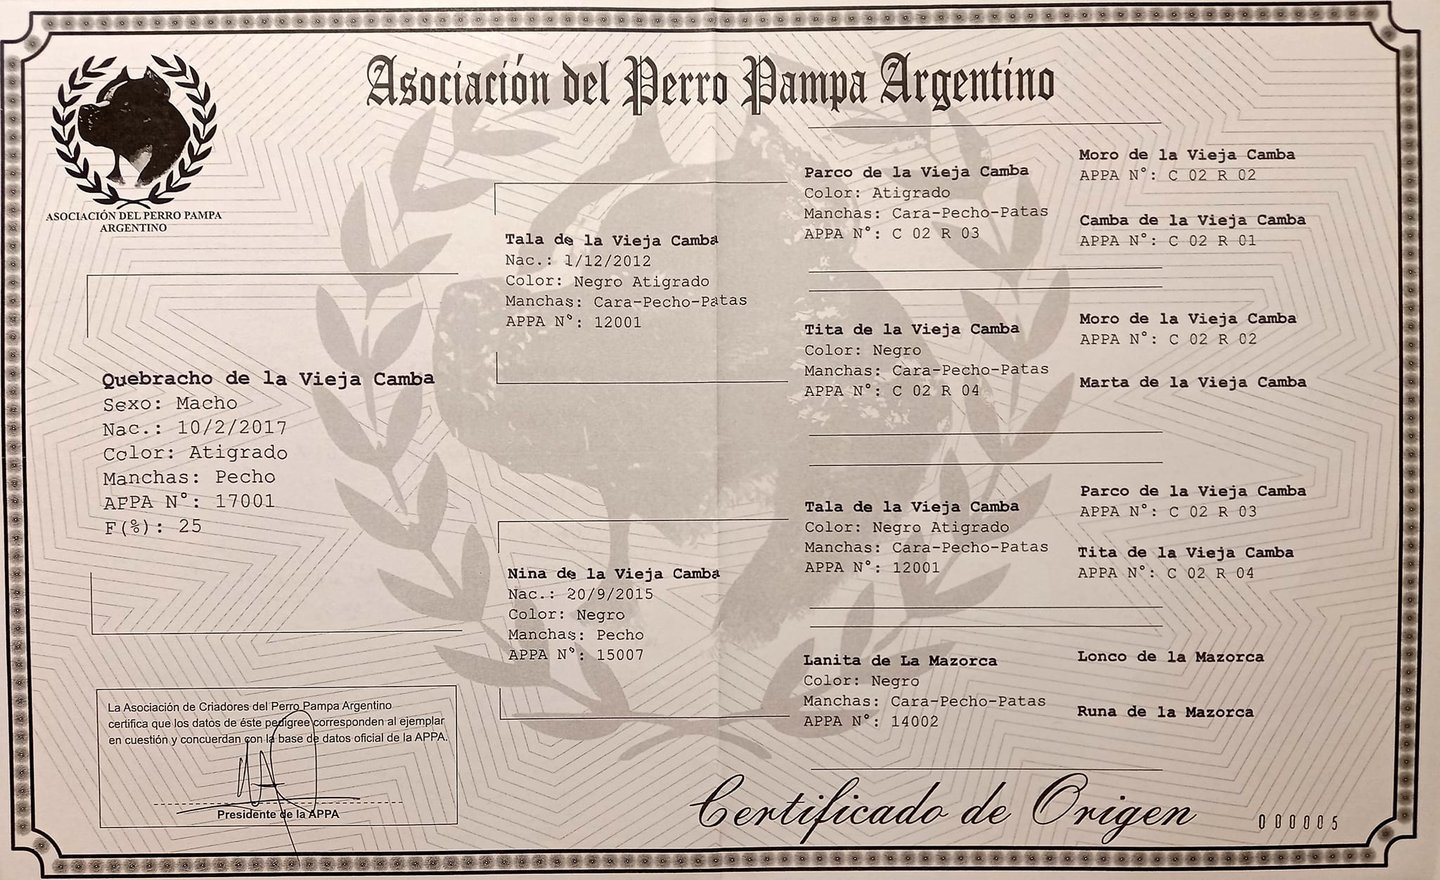 Asociación del Perro Pampa Argentino
ASOCIACIÓN DEL PERRO PAMPA
ARGENTINO
Quebracho de la Vieja Camba
Sexo: Macho
Nac.: 10/2/2017
Color: Atigrado
Manchas: Pecho
APPA N°: 17001
F(%): 25
Tala de la Vieja Camba
Nac.: 1/12/2012
Color: Negro Atigrado
Manchas: Cara-Pecho-Patas
APPA N°: 12001
Nina de la Vieja Camba
Nac.: 20/9/2015
Color: Negro
Manchas: Pecho
APPA N°: 15007
Parco de la Vieja Camba
Color: Atigrado
Manchas: Cara-Pecho-Patas
APPA N°: C 02 R 03
Tita de la Vieja Camba
Color: Negro
Manchas: Cara-Pecho-Patas
APPA N°: C 02 R 04
Tala de la Vieja Camba
Color: Negro Atigrado
Manchas: Cara-Pecho-Patas
APPA N°: 12001
Lanita de La Mazorca
Color: Negro
Manchas: Cara-Pecho-Patas
APPA N°: 14002
Moro de la Vieja Camba
APPA N°: C 02 R 02
Camba de la Vieja Camba
APPA N°: C 02 R 01
Moro de la Vieja Camba
APPA N°: C 02 R 02
Marta de la Vieja Camba
Parco de la Vieja Camba
APPA N°: C 02 R 03
Tita de la Vieja Camba
APPA N°: C 02 R 04
Lonco de la Mazorca
Runa de la Mazorca
La Asociación de Criadores del Perro Pampa Argentino
certifica que los datos de éste pedigree corresponden al ejemplar
en cuestión y concuerdan con la base de datos oficial de la APPA.
Presidente de la APPA
Certificado de Origen
000005